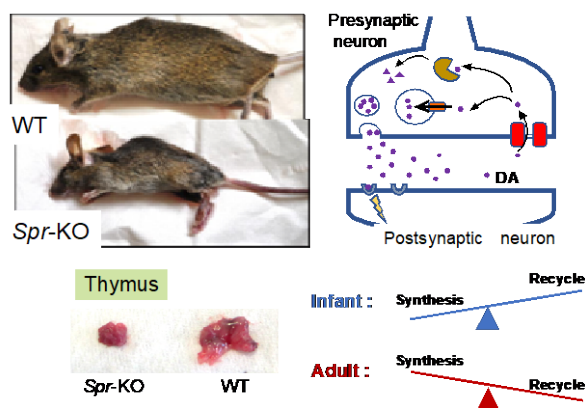 WT
Spr-KO
Presynaptic
neuron
DA
Postsynaptic neuron
Thymus
Spr-KO WT
Infant : Synthesis Recycle
Adult : Synthesis Recycle